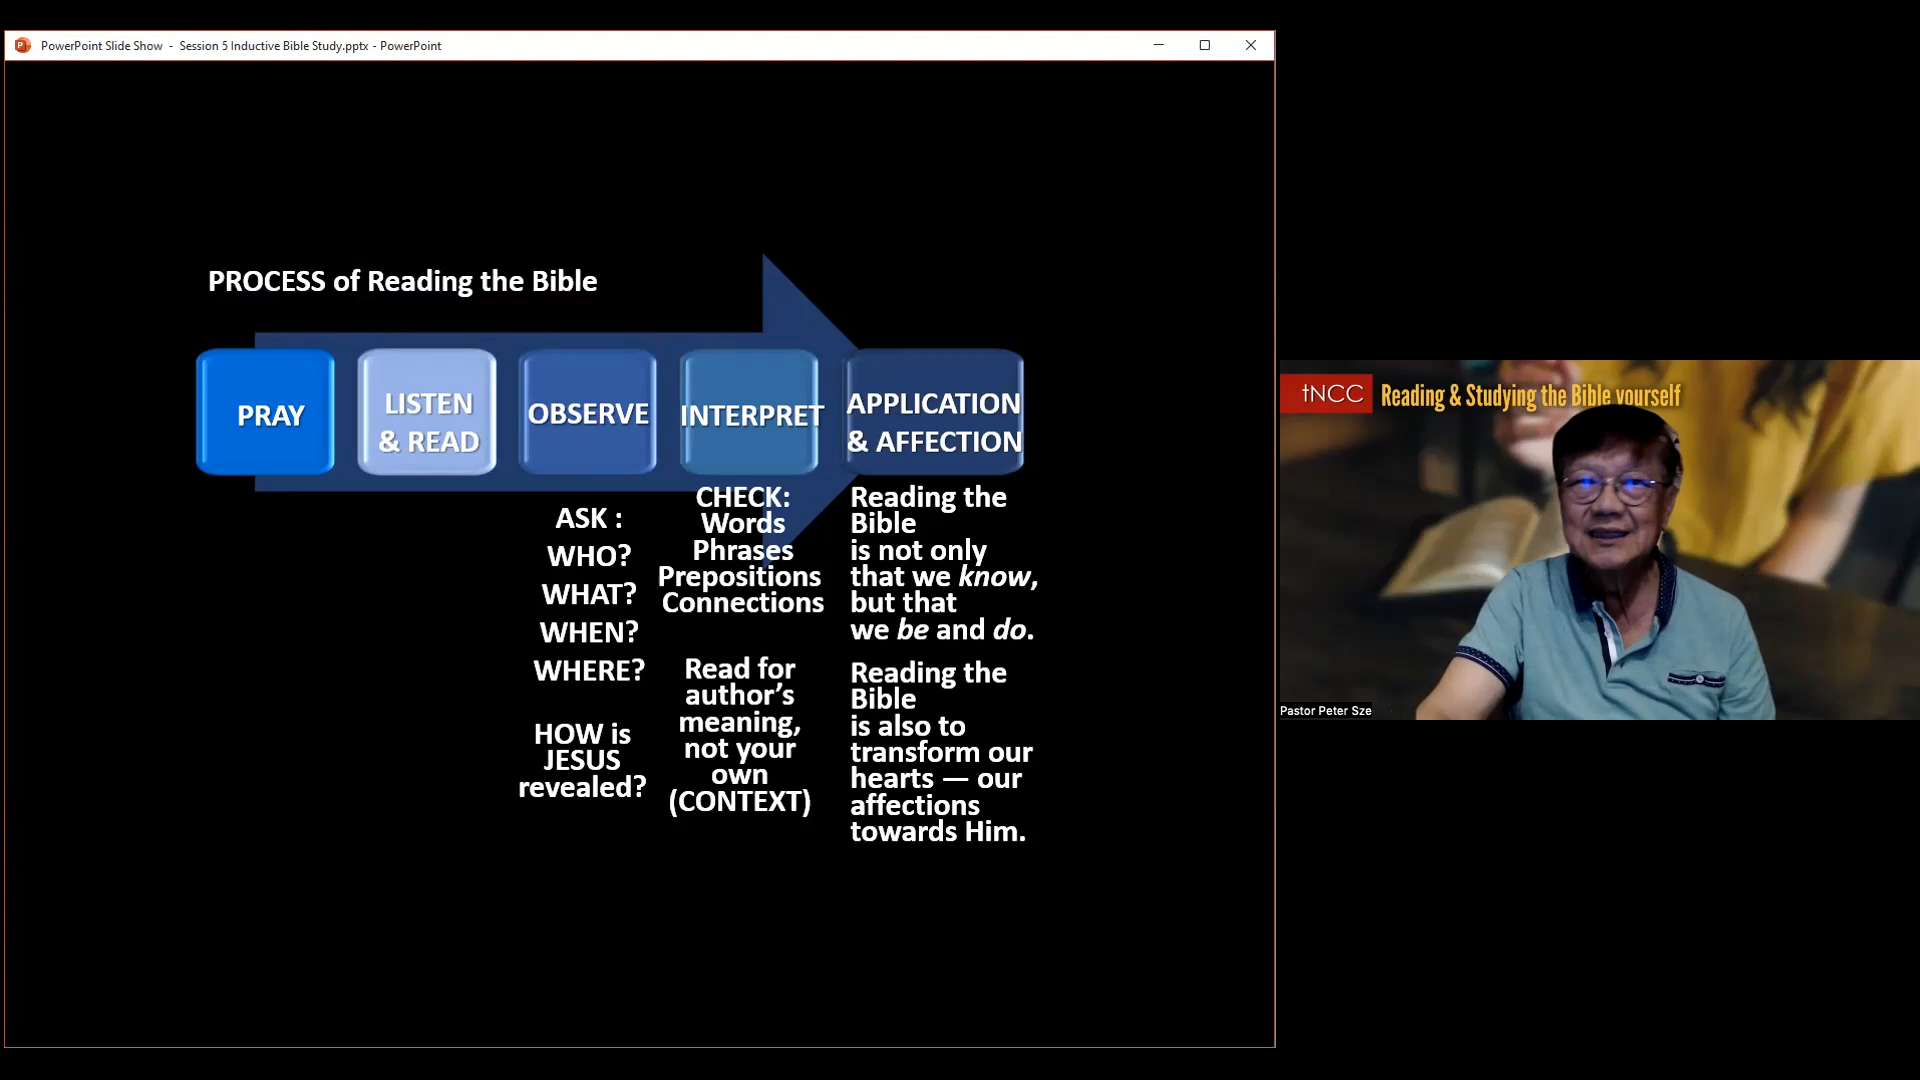 PowerPoint Slide Show - Session 5 Inductive Bible Study.pptx - PowerPoint
PROCESS of Reading the Bible
PRAY
LISTEN
& READ
OBSERVE
INTERPRET
APPLICATION
& AFFECTION
ASK :
WHO?
WHAT?
WHEN?
WHERE?
HOW is
JESUS
revealed?
CHECK:
Words
Phrases
Prepositions
Connections
Read for
author’s
meaning,
not your
own
(CONTEXT)
Reading the
Bible
is not only
that we know,
but that
we be and do.
Reading the
Bible
is also to
transform our
hearts — our
affections
towards Him.
tNCC
Reading & Studying the Bible yourself
Pastor Peter Sze